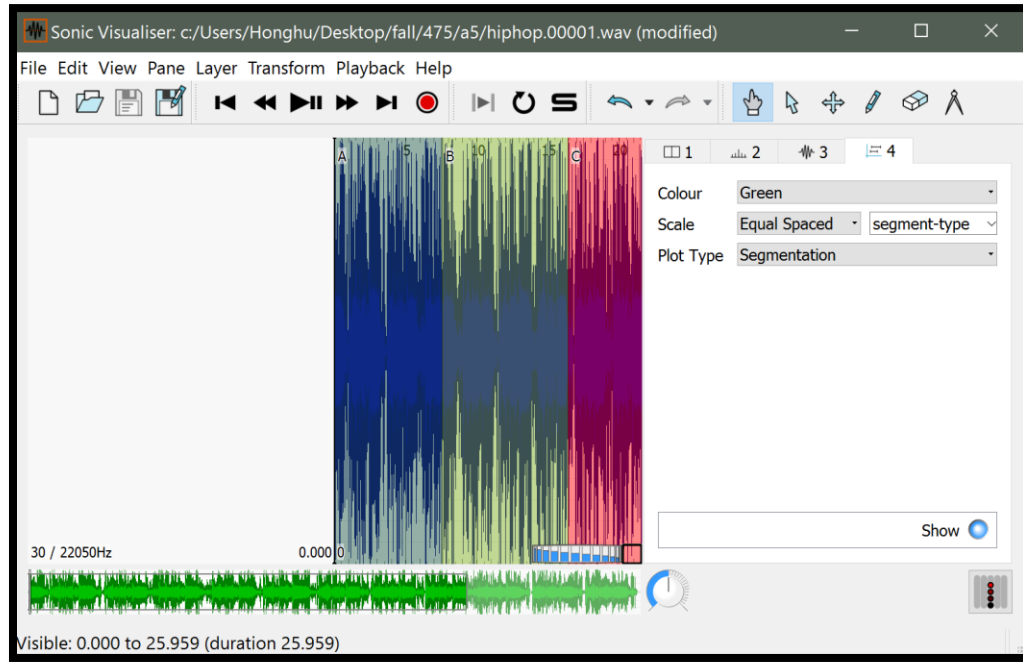 Sonic Visualiser: c:/Users/Honghu/Desktop/fall/475/a5/hiphop.00001.wav (modified)
File Edit View Pane Layer Transform Playback Help
A 5 B 10 15 C 20
1 2 3 4
Colour Green
Scale Equal Spaced segment-type
Plot Type Segmentation
Show
30 / 22050Hz 0.000 0
Visible: 0.000 to 25.959 (duration 25.959)